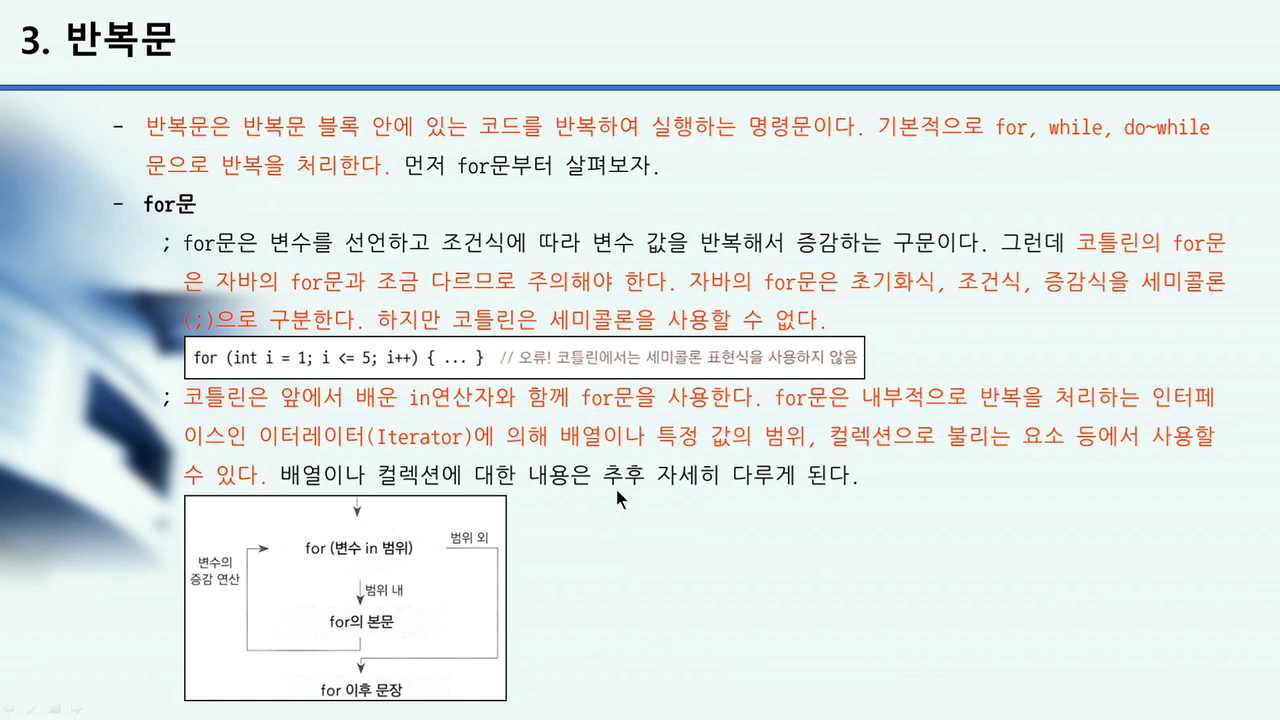 3. 반복문
- 반복문은 반복문 블록 안에 있는 코드를 반복하여 실행하는 명령문이다. 기본적으로 for, while, do~while
문으로 반복을 처리한다. 먼저 for문부터 살펴보자.
- for문
; for문은 변수를 선언하고 조건식에 따라 변수 값을 반복해서 증감하는 구문이다. 그런데 코틀린의 for문
은 자바의 for문과 조금 다르므로 주의해야 한다. 자바의 for문은 초기화식, 조건식, 증감식을 세미콜론
(;)으로 구분한다. 하지만 코틀린은 세미콜론을 사용할 수 없다.
for (int i = 1; i <= 5; i++) { ... } // 오류! 코틀린에서는 세미콜론 표현식을 사용하지 않음
; 코틀린은 앞에서 배운 in연산자와 함께 for문을 사용한다. for문은 내부적으로 반복을 처리하는 인터페
이스인 이터레이터(Iterator)에 의해 배열이나 특정 값의 범위, 컬렉션으로 불리는 요소 등에서 사용할
수 있다. 배열이나 컬렉션에 대한 내용은 추후 자세히 다루게 된다.
범위 외
for (변수 in 범위)
변수의
증감 연산
범위 내
for의 본문
for 이후 문장